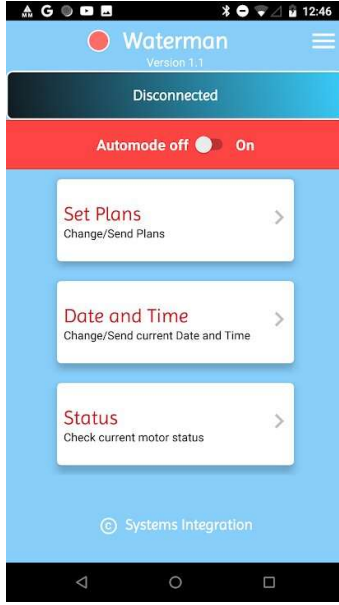 MM G 12:46
Waterman
Version 1.1
Disconnected
Automode off On
Set Plans
Change/Send Plans
Date and Time
Change/Send current Date and Time
Status
Check current motor status
© Systems Integration